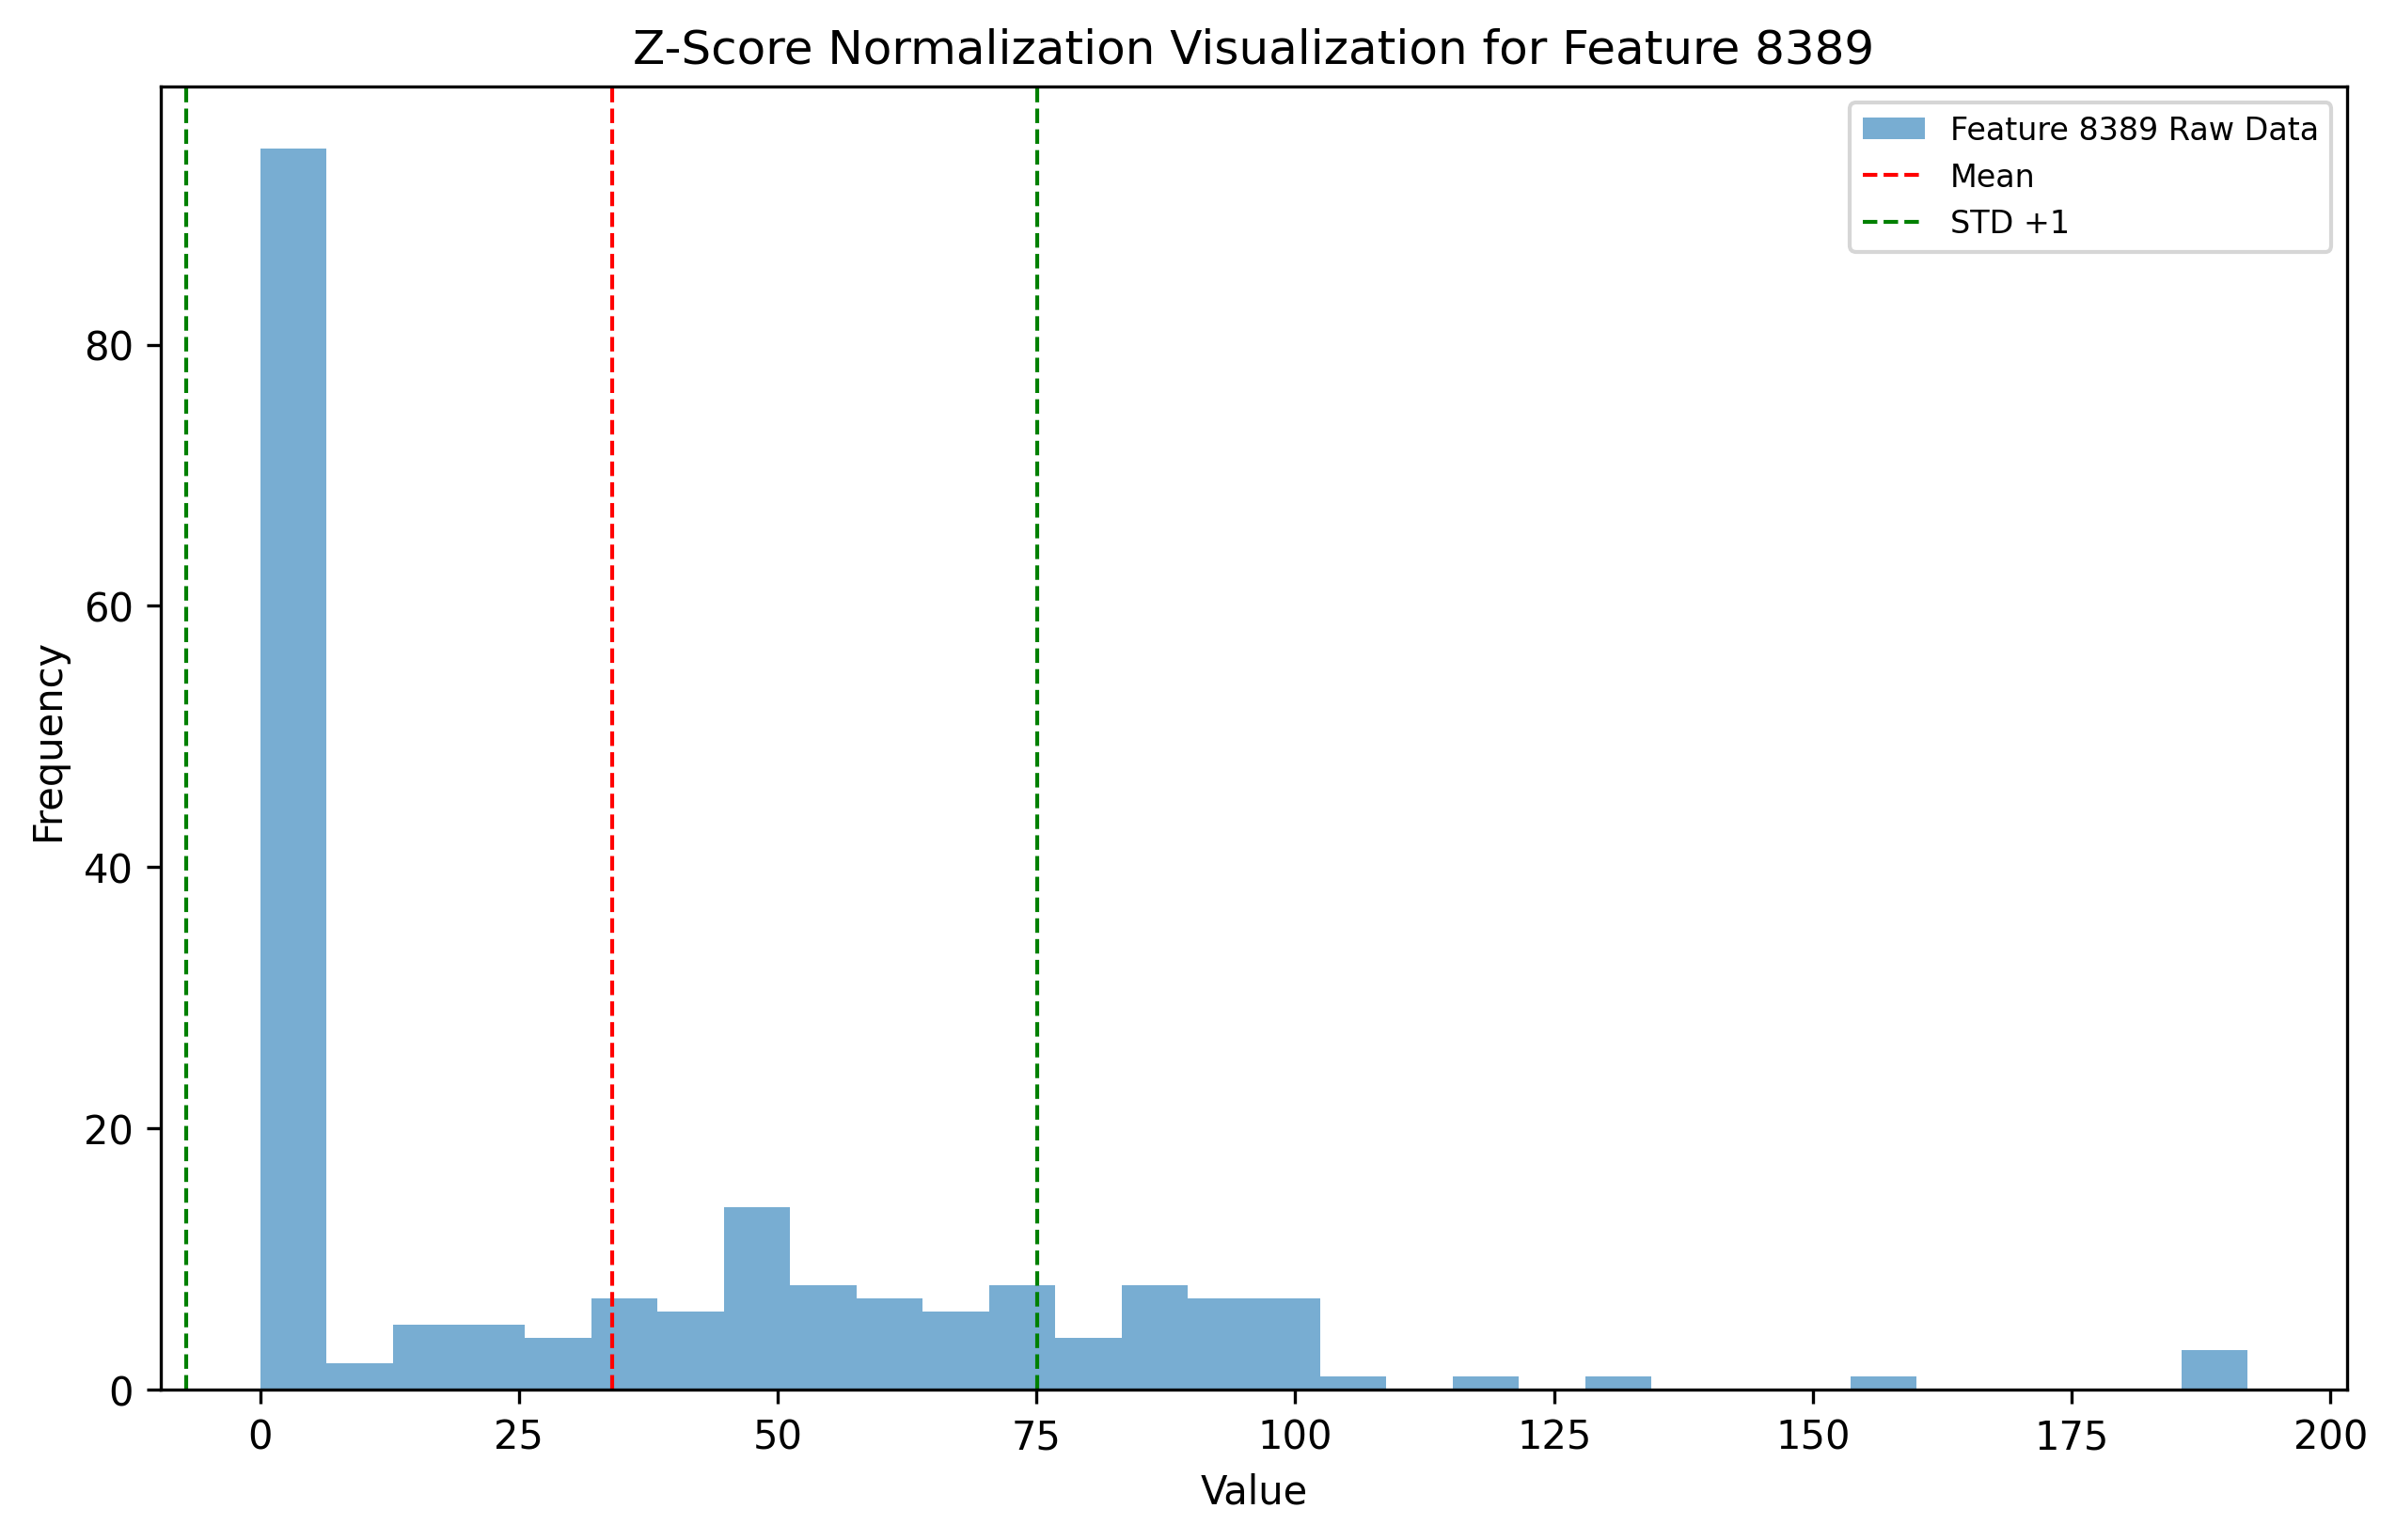 Z-Score Normalization Visualization for Feature 8389
Feature 8389 Raw Data
Mean
STD +1
80
60
40
20
0
Frequency
0 25 50 75 100 125 150 175 200
Value